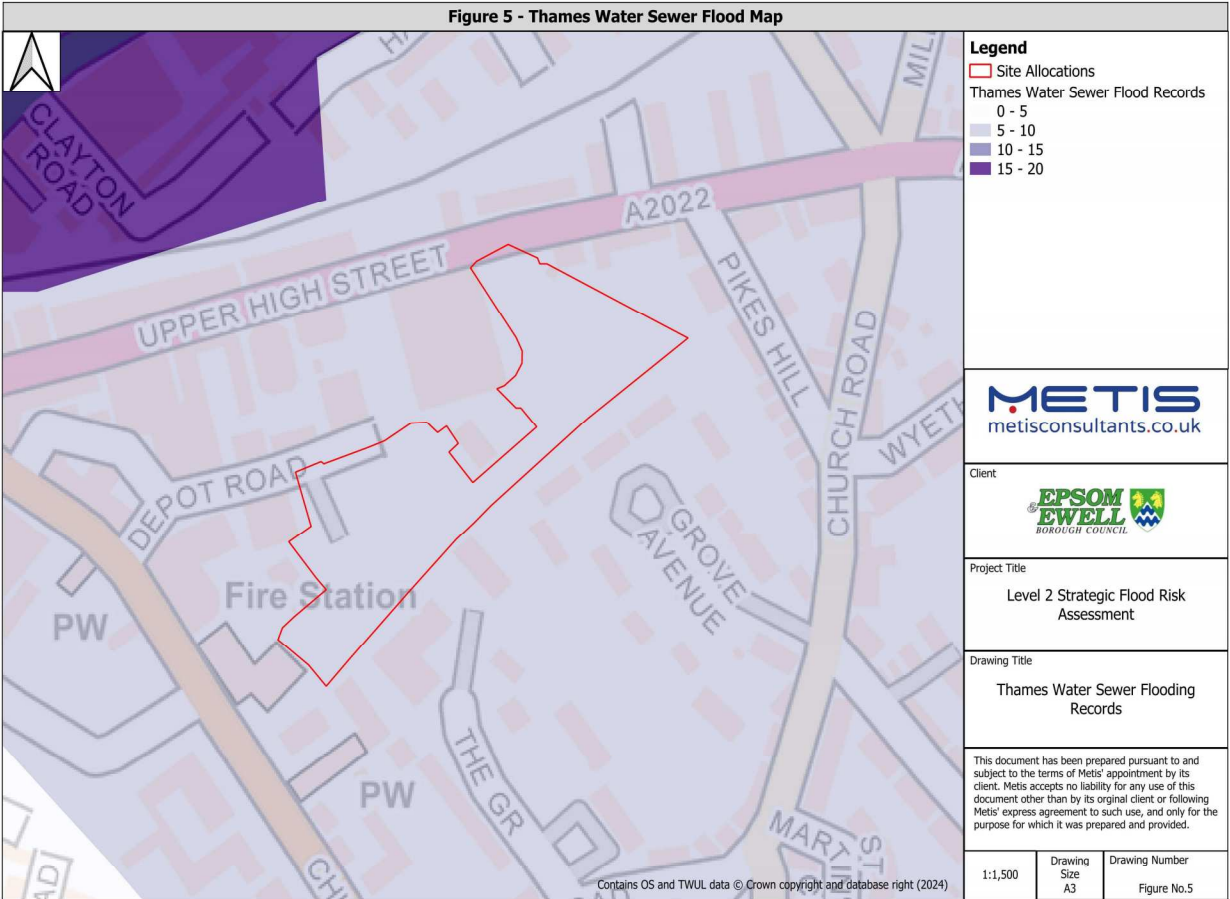 Figure 5 - Thames Water Sewer Flood Map
CLAYTON
ROAD
HA
MIL
A2022
UPPER HIGH STREET
PIKES HILL
CHURCH ROAD
WYETH
DEPOT ROAD
GROVE
AVENUE
Fire Station
PW
PW
THE GR
MARTIN
ST
CHU
AD
Contains OS and TWUL data © Crown copyright and database right (2024)
Legend
Site Allocations
Thames Water Sewer Flood Records
0 - 5
5 - 10
10 - 15
15 - 20
METIS
metisconsultants.co.uk
Client
EPSOM
& EWELL
BOROUGH COUNCIL
Project Title
Level 2 Strategic Flood Risk
Assessment
Drawing Title
Thames Water Sewer Flooding
Records
This document has been prepared pursuant to and
subject to the terms of Metis' appointment by its
client. Metis accepts no liability for any use of this
document other than by its orginal client or following
Metis' express agreement to such use, and only for the
purpose for which it was prepared and provided.
1:1,500
Drawing
Size
A3
Drawing Number
Figure No.5